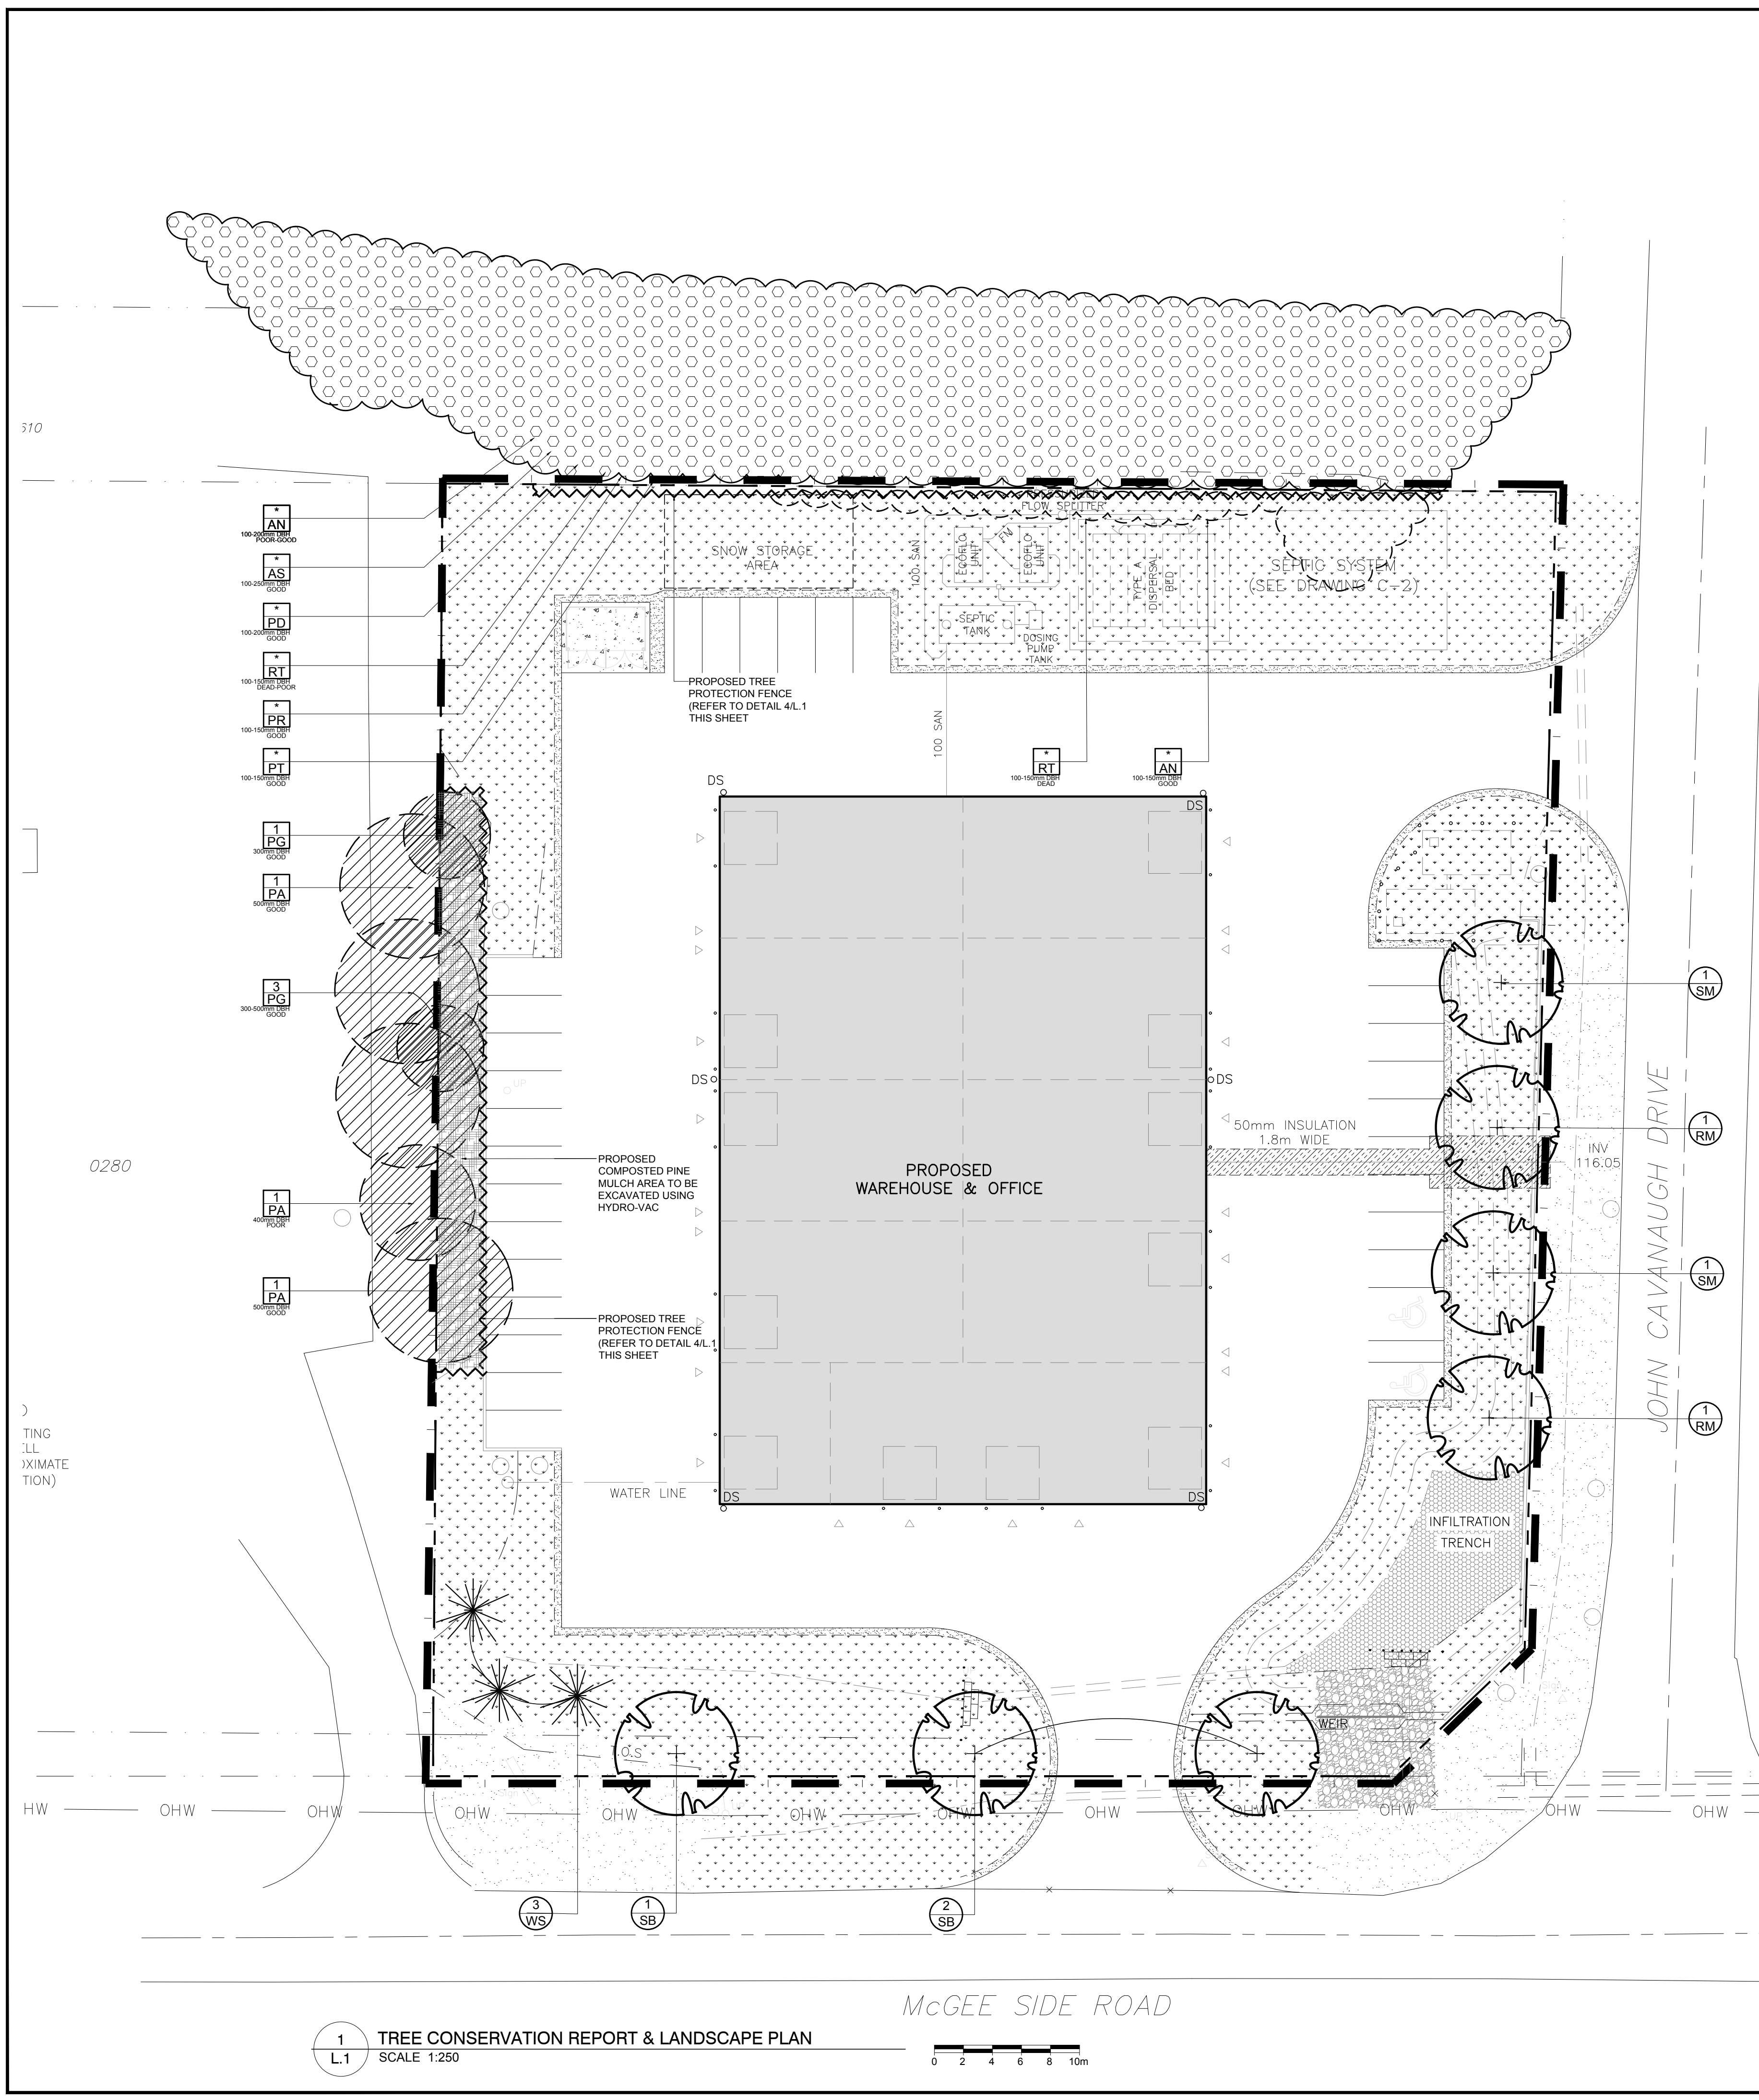 510
*
AN
100-200mm DBH
POOR-GOOD
*
AS
100-250mm DBH
GOOD
*
PD
100-200mm DBH
GOOD
*
RT
100-150mm DBH
DEAD-POOR
*
PR
100-150mm DBH
GOOD
*
PT
100-150mm DBH
GOOD
1
PG
300mm DBH
GOOD
1
PA
500mm DBH
GOOD
3
PG
300-500mm DBH
GOOD
1
PA
400mm DBH
POOR
1
PA
500mm DBH
GOOD
0280
TING
XIMATE
TION)
SNOW STORAGE
AREA
100 SAN
FLOW SPLITTER
ECOFLO
UNIT
FM
ECOFLO
UNIT
SEPTIC
TANK
DOSING
PUMP
TANK
TYPE A
DISPERSAL
BED
SEPTIC SYSTEM
(SEE DRAWING C-2)
PROPOSED TREE
PROTECTION FENCE
(REFER TO DETAIL 4/L.1
THIS SHEET
100 SAN
*
RT
100-150mm DBH
DEAD
*
AN
100-150mm DBH
GOOD
DS
DS
DS
DS
UP
PROPOSED
COMPOSTED PINE
MULCH AREA TO BE
EXCAVATED USING
HYDRO-VAC
PROPOSED
WAREHOUSE & OFFICE
50mm INSULATION
1.8m WIDE
INV
116.05
PROPOSED TREE
PROTECTION FENCE
(REFER TO DETAIL 4/L.1
THIS SHEET
DS
DS
WATER LINE
1
SM
1
RM
1
SM
1
RM
JOHN CAVANAUGH DRIVE
INFILTRATION
TRENCH
WEIR
O.S
HW
OHW
OHW
OHW
OHW
OHW
OHW
OHW
OHW
OHW
OHW
OHW
3
WS
1
SB
2
SB
McGEE SIDE ROAD
1
L.1
TREE CONSERVATION REPORT & LANDSCAPE PLAN
SCALE 1:250
0 2 4 6 8 10m